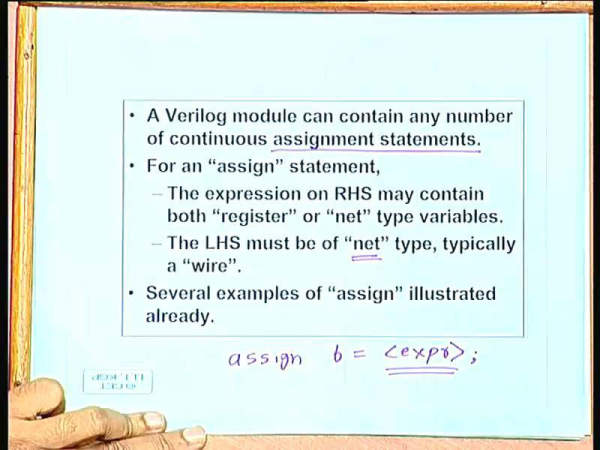 • A Verilog module can contain any number
of continuous assignment statements.
• For an “assign” statement,
– The expression on RHS may contain
both “register” or “net” type variables.
– The LHS must be of “net” type, typically
a “wire”.
• Several examples of “assign” illustrated
already.
assign b = <expr>;